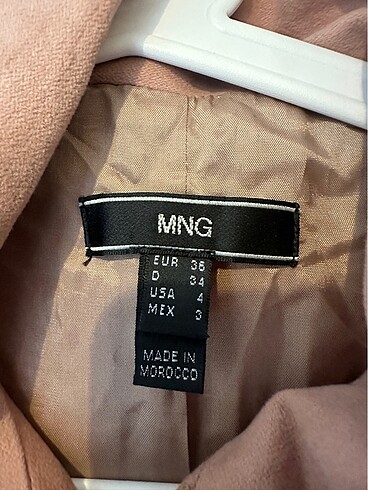 MNG
EUR 36
D 34
USA 4
MEX 3
MADE IN
MOROCCO